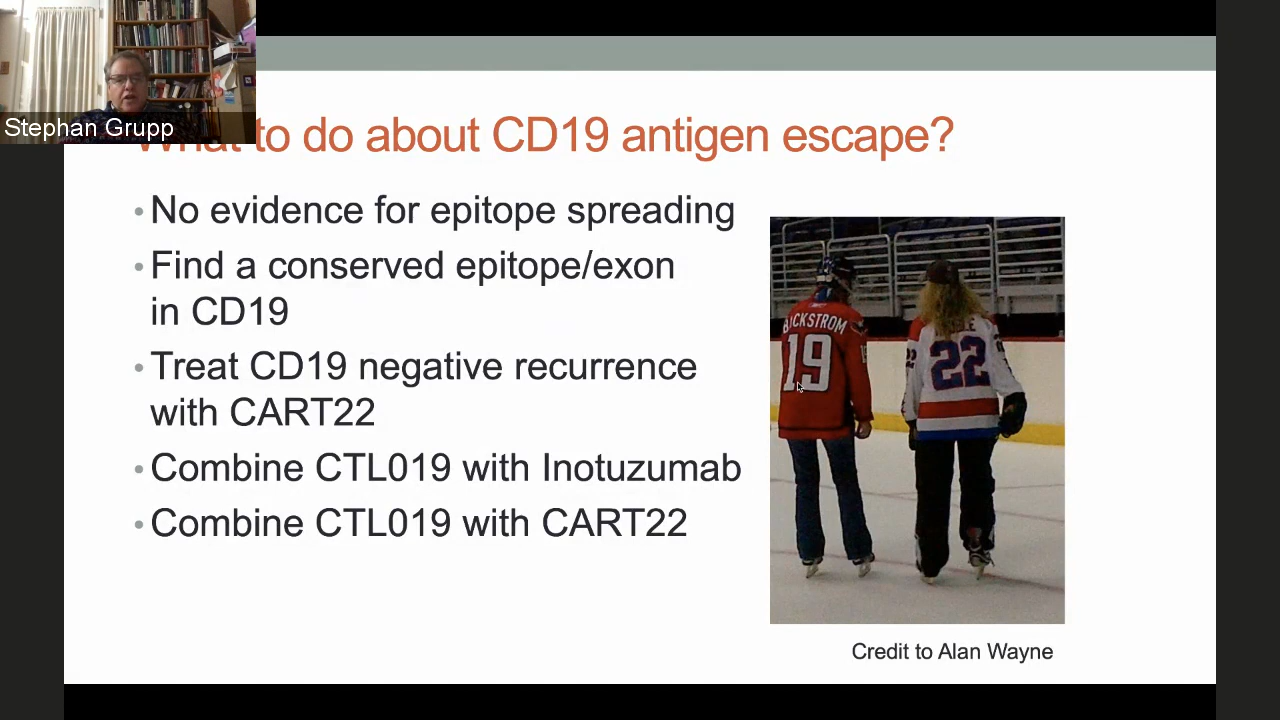 Stephan Grupp
What to do about CD19 antigen escape?
• No evidence for epitope spreading
• Find a conserved epitope/exon
in CD19
• Treat CD19 negative recurrence
with CART22
• Combine CTL019 with Inotuzumab
• Combine CTL019 with CART22
BACKSTROM
19
22
Credit to Alan Wayne